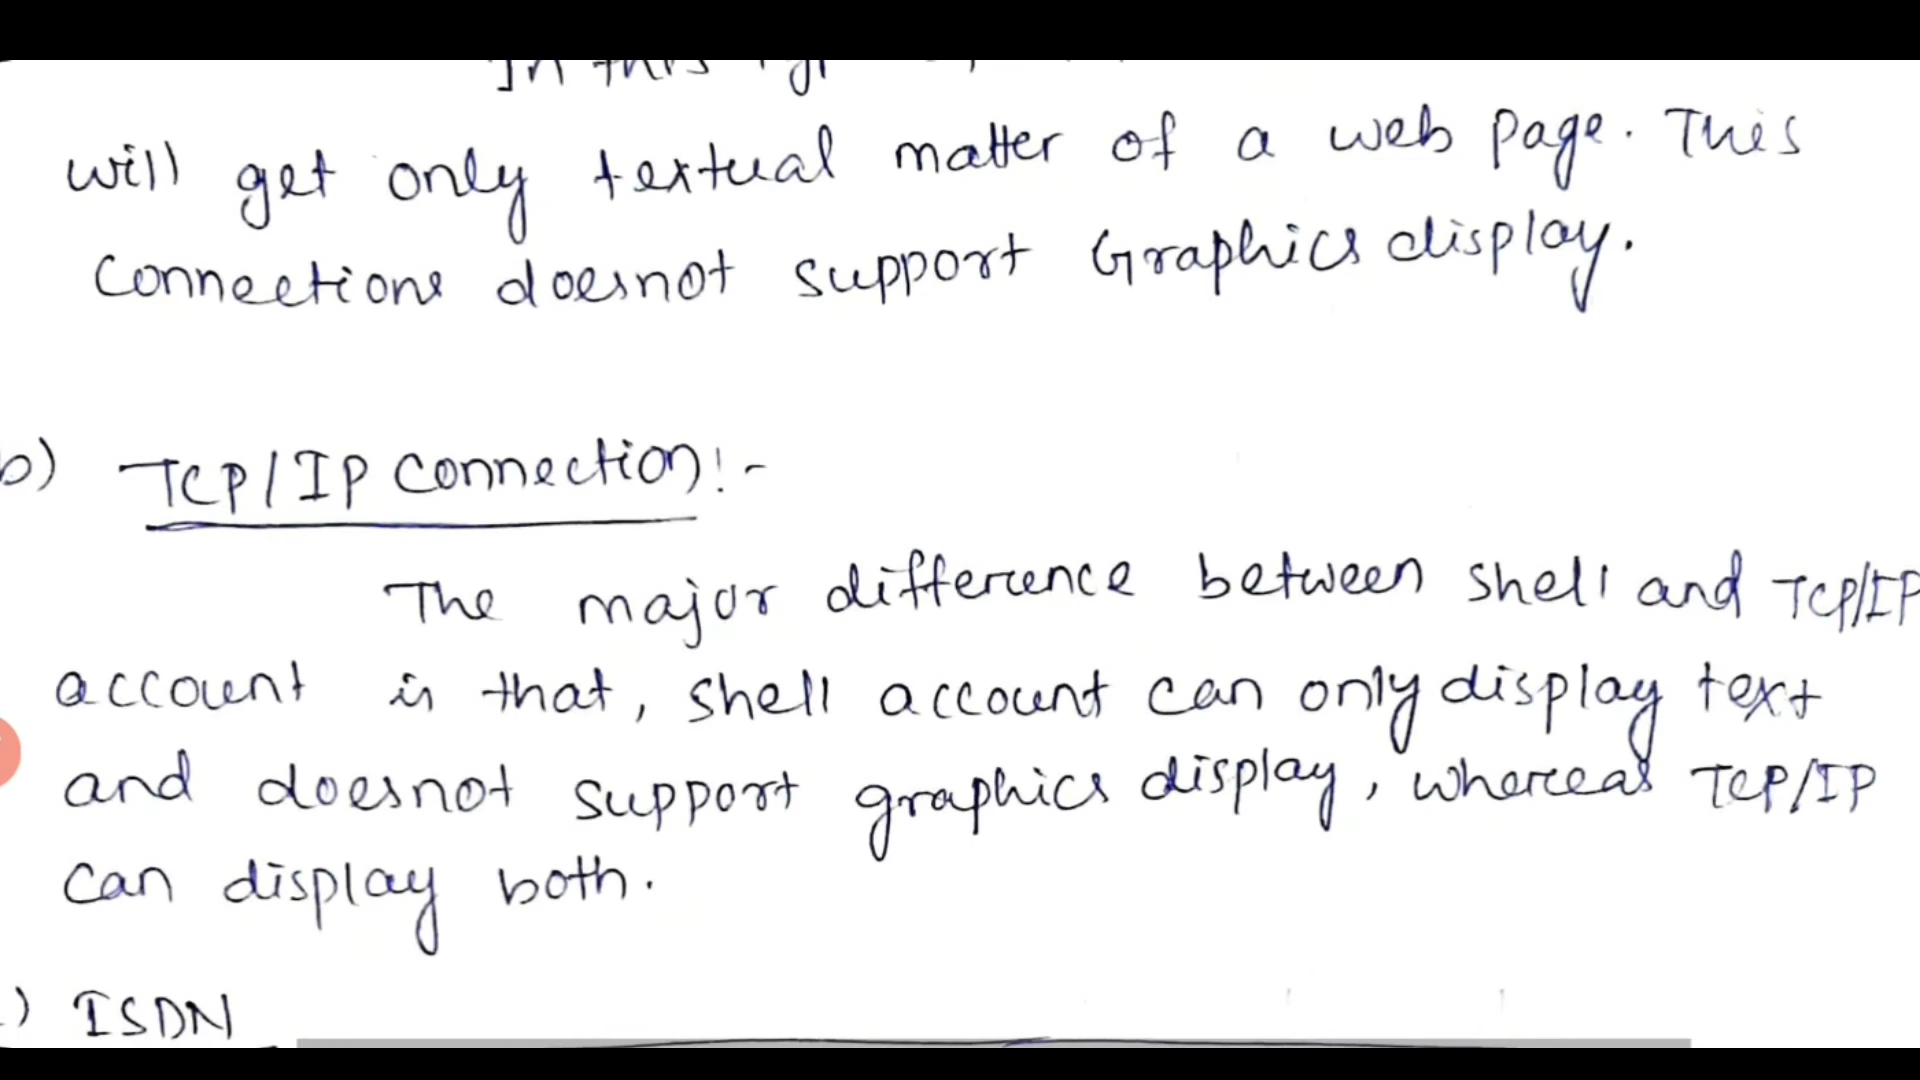 In this
will get only textual matter of a web page. This
connections doesnot support Graphics display.
b) TCP/IP connection:-
The major difference between shell and TCP/IP
account is that, shell account can only display text
and doesnot support graphics display, whereas TCP/IP
can display both.
) ISDN